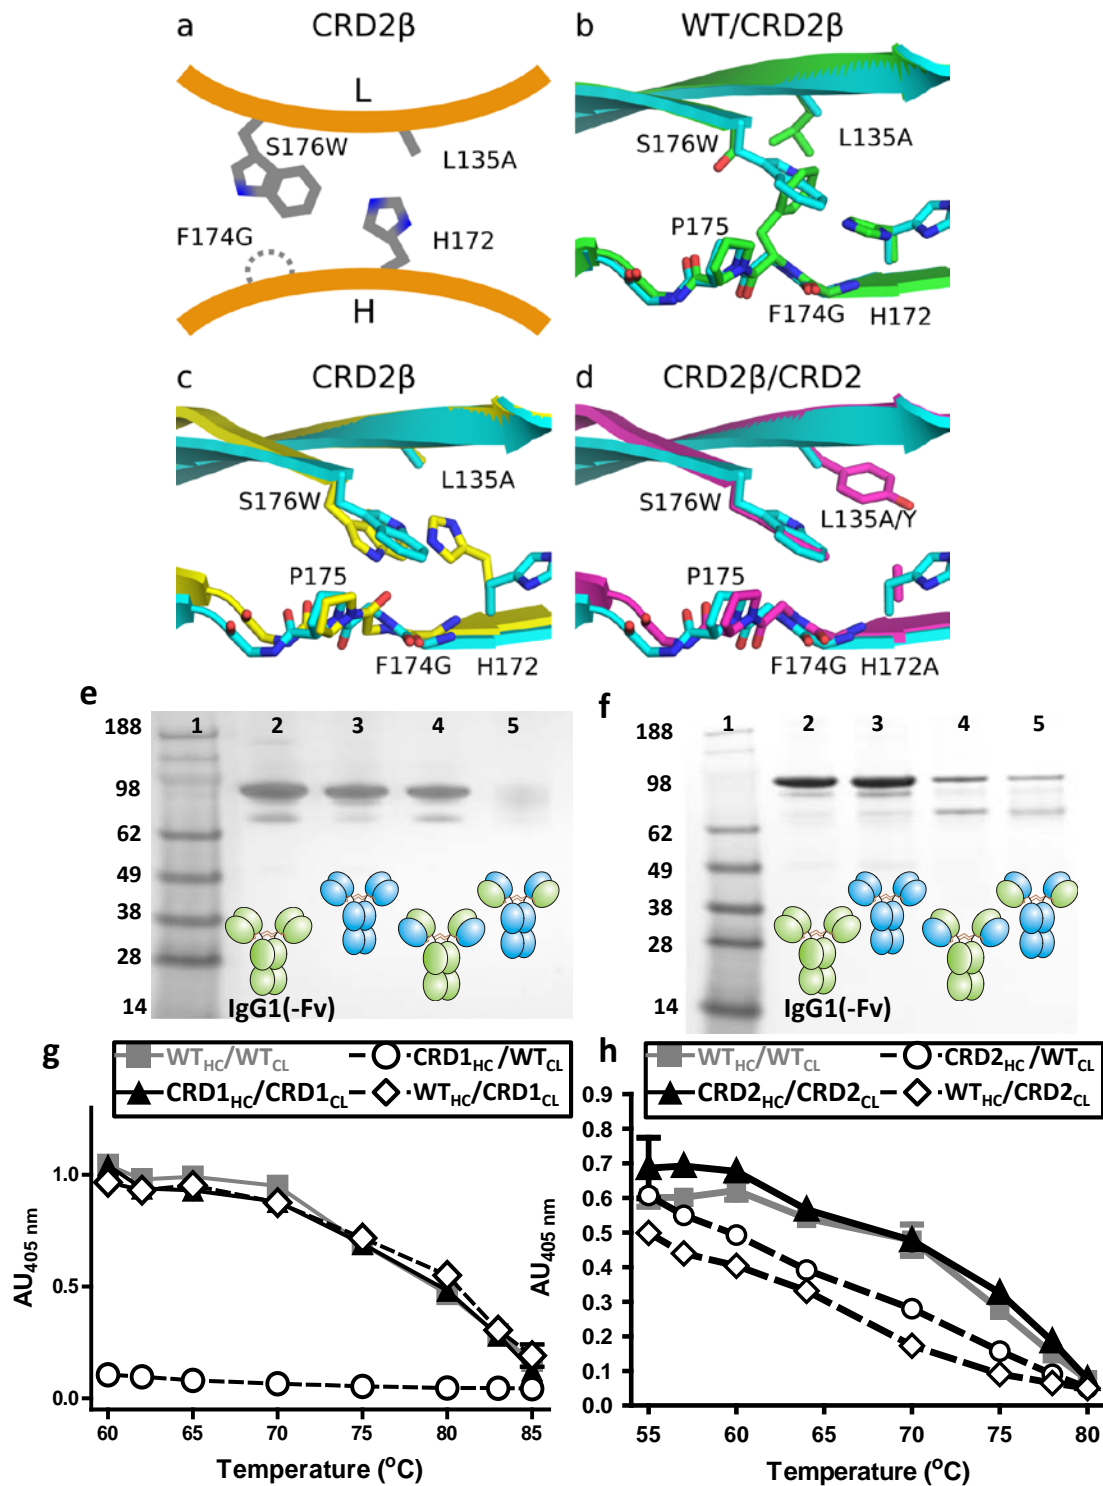 a CRD2β
L
S176W
L135A
F174G
H172
H
b WT/CRD2β
S176W
L135A
P175
F174G H172
c CRD2β
L135A
S176W
P175
F174G H172
d CRD2β/CRD2
S176W
L135A/Y
P175
F174G H172A
e
188 1 2 3 4 5
98
62
49
38
28
14
IgG1(-Fv)
f
188 1 2 3 4 5
98
62
49
38
28
14
IgG1(-Fv)
g
WTHC/WTCL CRD1HC/WTCL
CRD1HC/CRD1CL WTHC/CRD1CL
AU405 nm
1.0
0.5
0.0
60 65 70 75 80 85
Temperature (oC)
h
WTHC/WTCL CRD2HC/WTCL
CRD2HC/CRD2CL WTHC/CRD2CL
AU405 nm
0.9
0.8
0.7
0.6
0.5
0.4
0.3
0.2
0.1
0.0
55 60 65 70 75 80
Temperature (oC)